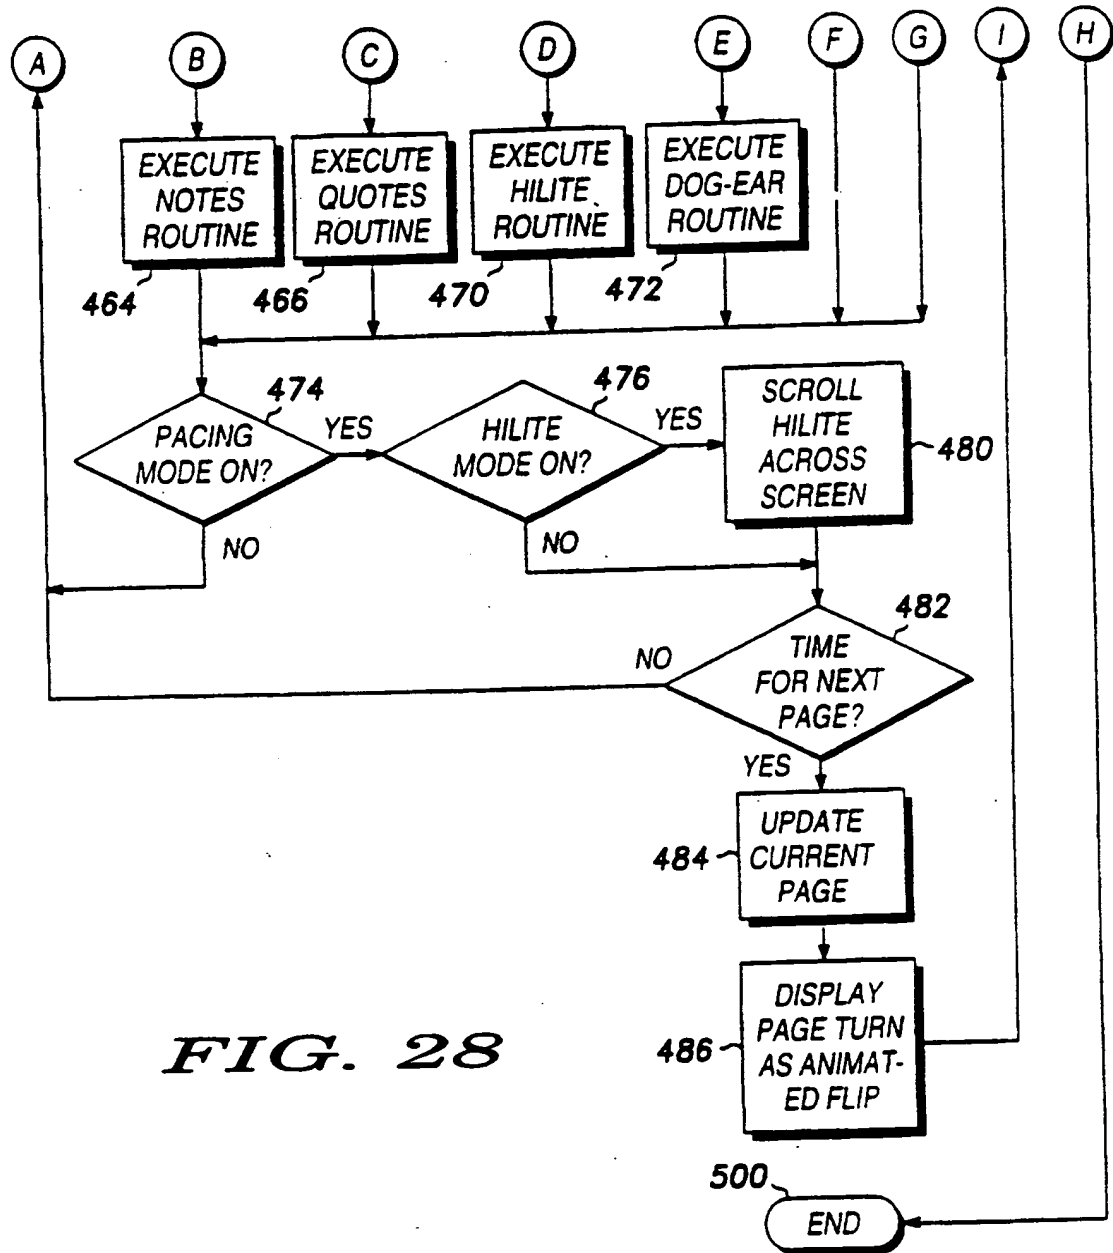 A B C D E F G I H
EXECUTE
NOTES
ROUTINE
EXECUTE
QUOTES
ROUTINE
EXECUTE
HILITE
ROUTINE
EXECUTE
DOG-EAR
ROUTINE
464
466
470
472
474
PACING
MODE ON?
YES
NO
476
HILITE
MODE ON?
YES
NO
SCROLL
HILITE
ACROSS
SCREEN
480
482
TIME
FOR NEXT
PAGE?
NO
YES
484
UPDATE
CURRENT
PAGE
486
DISPLAY
PAGE TURN
AS ANIMAT-
ED FLIP
FIG. 28
500
END